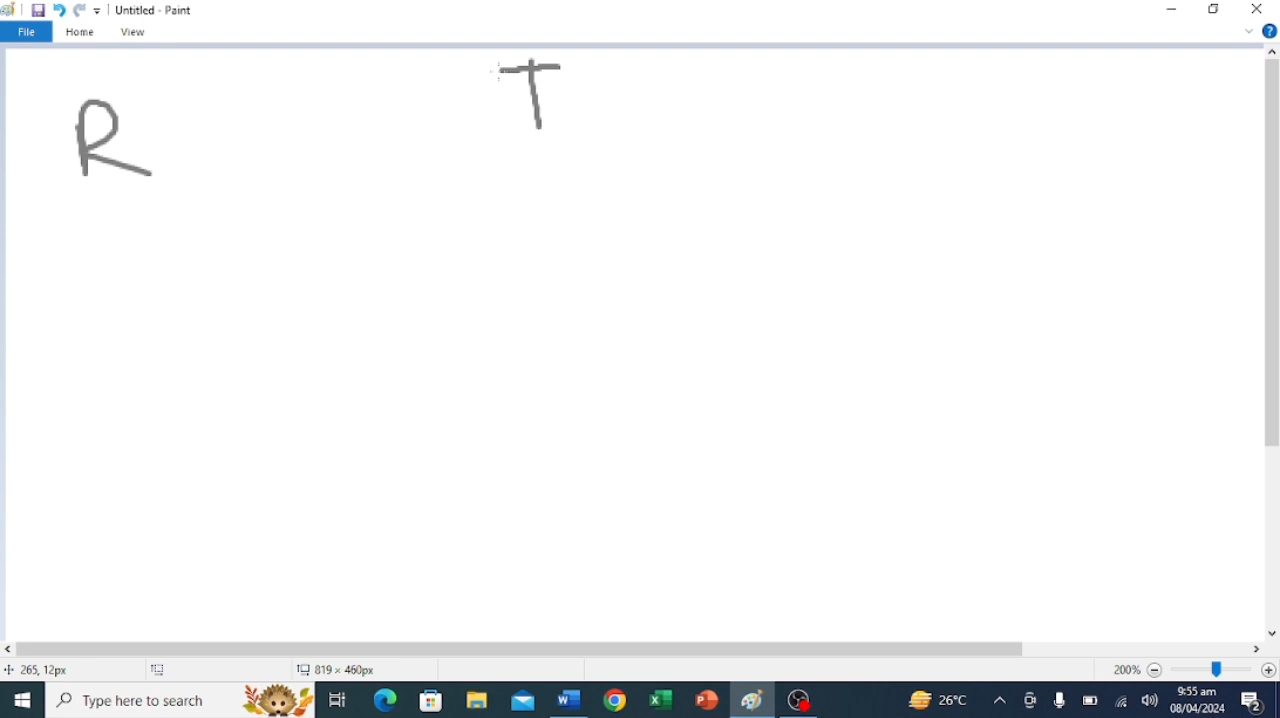 Untitled - Paint
File Home View
R T
265, 12px 819 × 460px 200%
Type here to search 26°C 9:55 am
08/04/2024 2